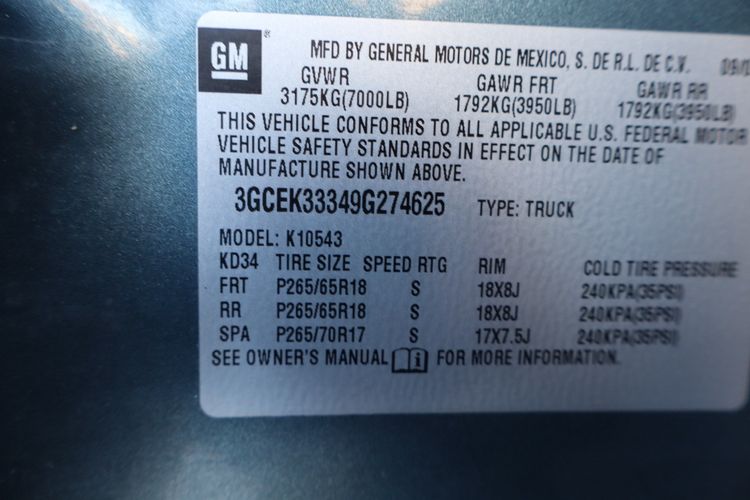 GM ®
MFD BY GENERAL MOTORS DE MEXICO, S. DE R.L. DE C.V.
GVWR GAWR FRT GAWR RR
3175KG(7000LB) 1792KG(3950LB) 1792KG(3950LB)
THIS VEHICLE CONFORMS TO ALL APPLICABLE U.S. FEDERAL MOTOR
VEHICLE SAFETY STANDARDS IN EFFECT ON THE DATE OF
MANUFACTURE SHOWN ABOVE.
3GCEK33349G274625 TYPE: TRUCK
MODEL: K10543
KD34 TIRE SIZE SPEED RTG RIM COLD TIRE PRESSURE
FRT P265/65R18 S 18X8J 240KPA(35PSI)
RR P265/65R18 S 18X8J 240KPA(35PSI)
SPA P265/70R17 S 17X7.5J 240KPA(35PSI)
SEE OWNER'S MANUAL FOR MORE INFORMATION.